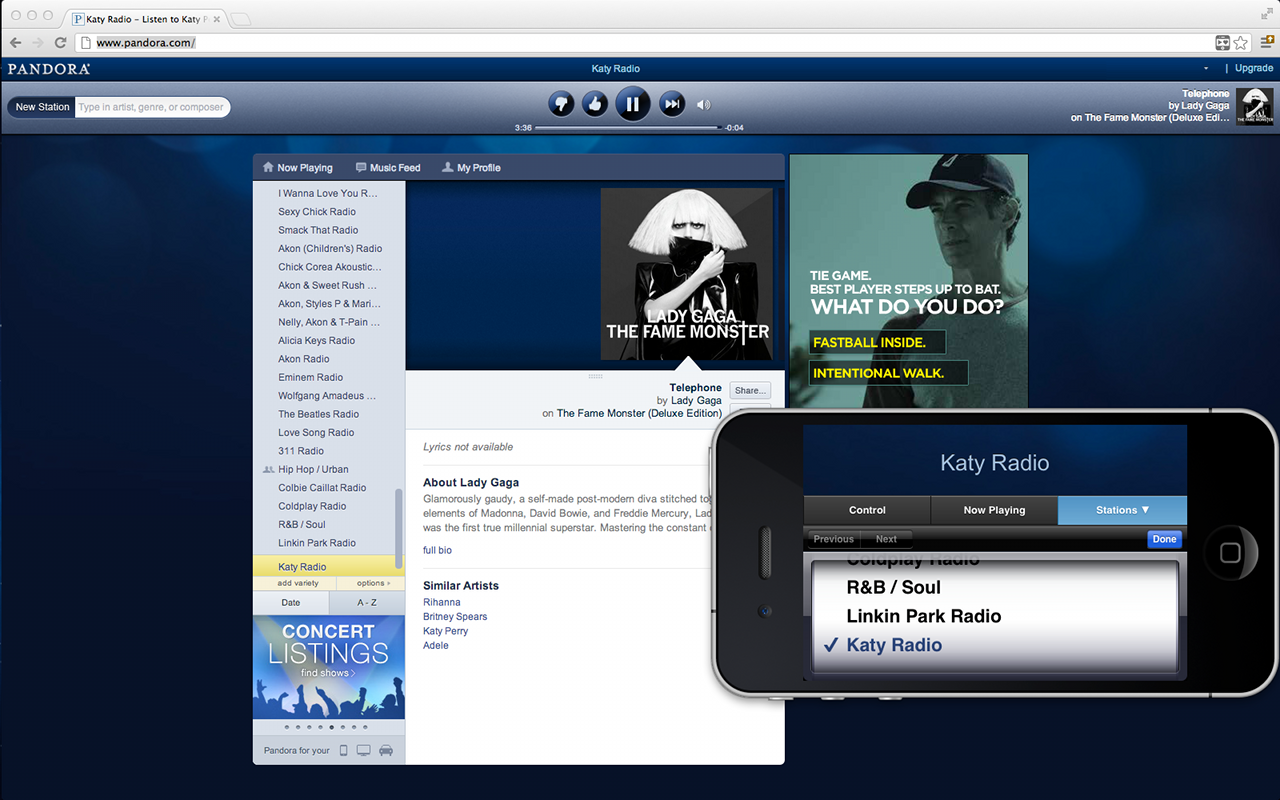 Katy Radio – Listen to Katy P
www.pandora.com/
PANDORA
Katy Radio
Upgrade
New Station
Type in artist, genre, or composer
3:36
-0:04
Telephone
by Lady Gaga
on The Fame Monster (Deluxe Edi...
Now Playing
Music Feed
My Profile
I Wanna Love You R...
Sexy Chick Radio
Smack That Radio
Akon (Children's) Radio
Chick Corea Akoustic...
Akon & Sweet Rush ...
Akon, Styles P & Mari...
Nelly, Akon & T-Pain ...
Alicia Keys Radio
Akon Radio
Eminem Radio
Wolfgang Amadeus ...
The Beatles Radio
Love Song Radio
311 Radio
Hip Hop / Urban
Colbie Caillat Radio
Coldplay Radio
R&B / Soul
Linkin Park Radio
Katy Radio
add variety
options
Date
A - Z
CONCERT
LISTINGS
find shows
Pandora for your
LADY GAGA
THE FAME MONSTER
Telephone
by Lady Gaga
on The Fame Monster (Deluxe Edition)
Share...
Lyrics not available
About Lady Gaga
Glamorously gaudy, a self-made post-modern diva stitched to
elements of Madonna, David Bowie, and Freddie Mercury, Lad
was the first true millennial superstar. Mastering the constant
full bio
Similar Artists
Rihanna
Britney Spears
Katy Perry
Adele
TIE GAME.
BEST PLAYER STEPS UP TO BAT.
WHAT DO YOU DO?
FASTBALL INSIDE.
INTENTIONAL WALK.
Katy Radio
Control
Now Playing
Stations ▼
Previous
Next
Done
Coldplay Radio
R&B / Soul
Linkin Park Radio
✓ Katy Radio